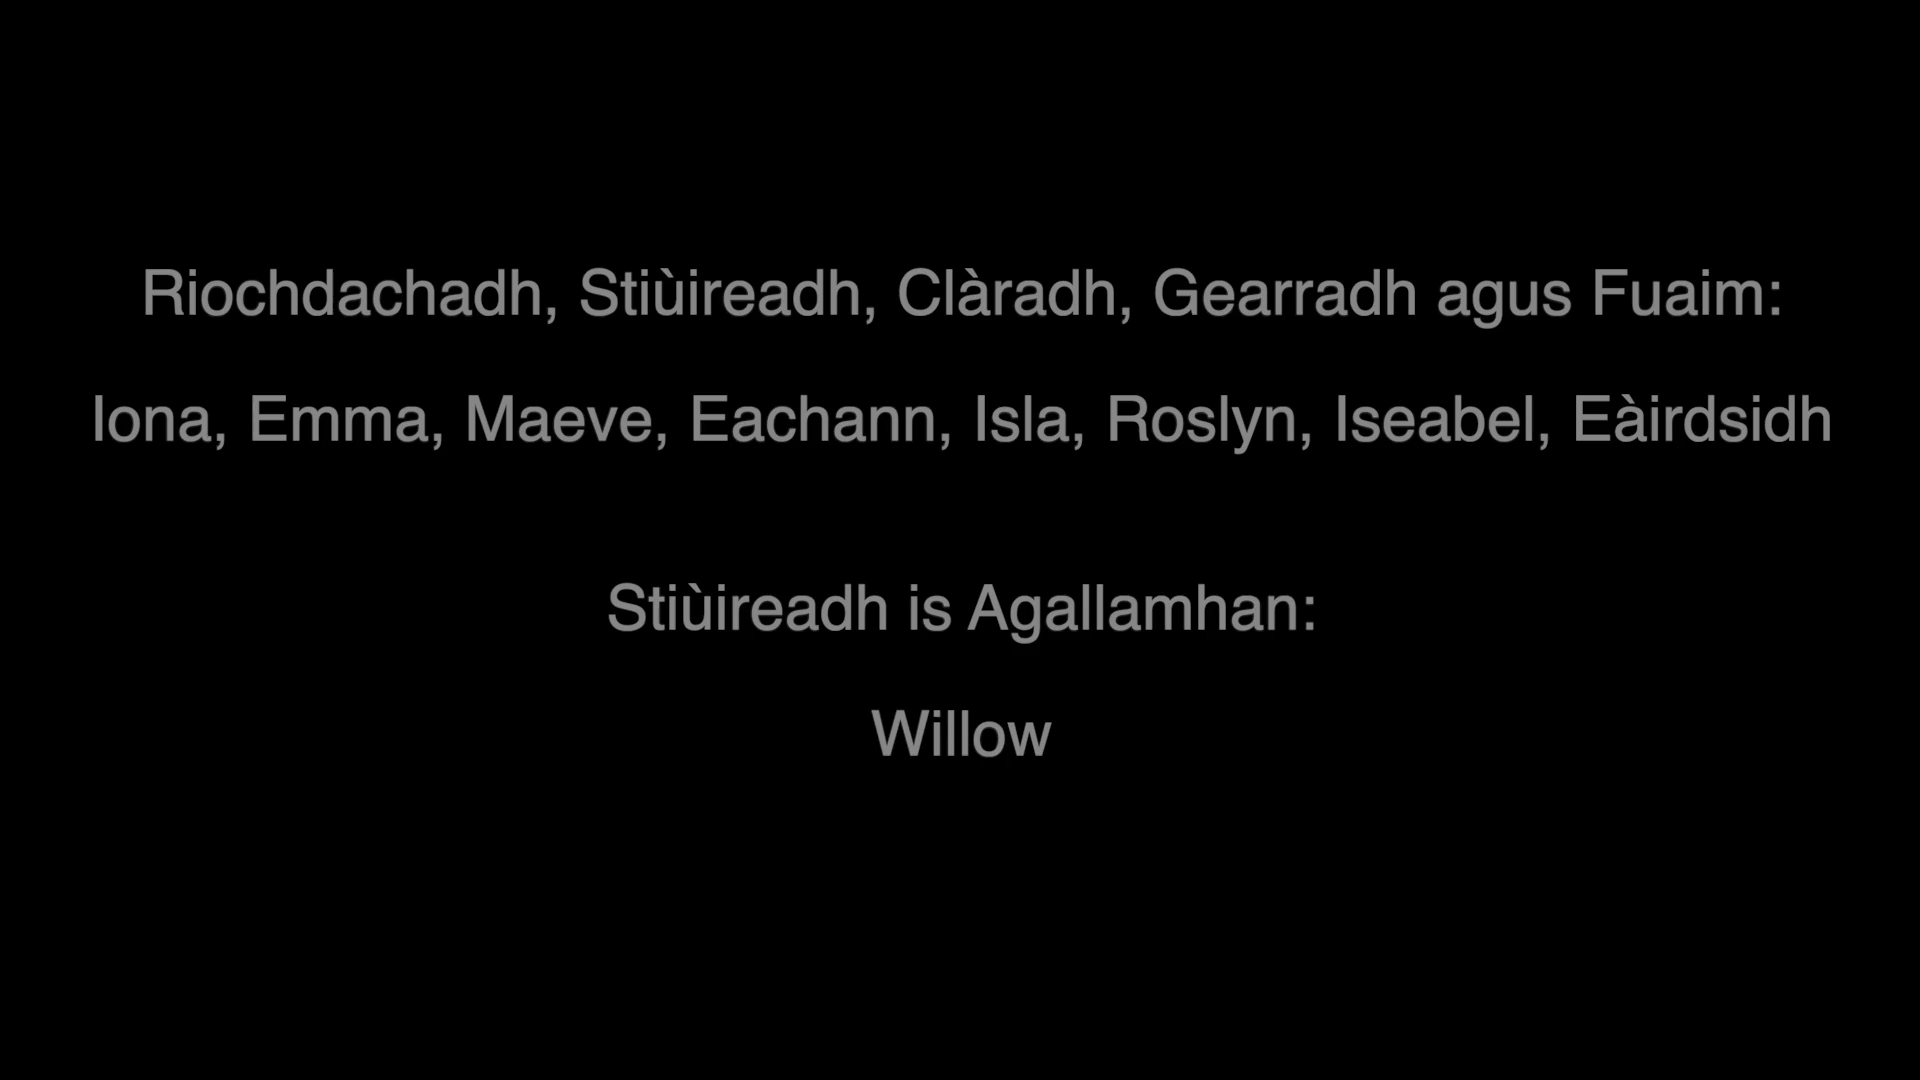 Riochdachadh, Stiùireadh, Clàradh, Gearradh agus Fuaim:
Iona, Emma, Maeve, Eachann, Isla, Roslyn, Iseabel, Eàirdsidh
Stiùireadh is Agallamhan:
Willow